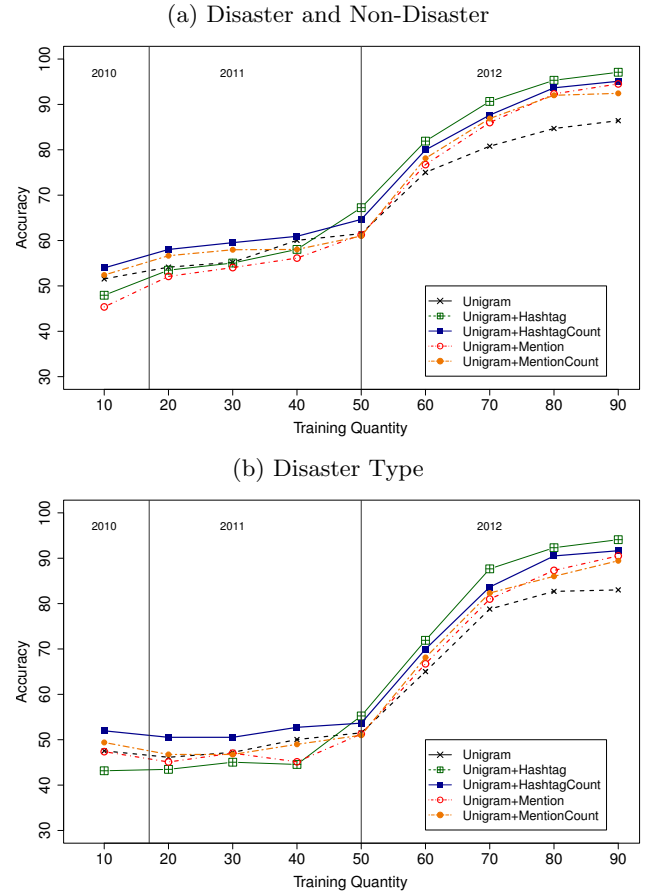 (a) Disaster and Non-Disaster
100
2010
2011
2012
90
80
70
60
50
40
30
Accuracy
Unigram
Unigram+Hashtag
Unigram+HashtagCount
Unigram+Mention
Unigram+MentionCount
10 20 30 40 50 60 70 80 90
Training Quantity
(b) Disaster Type
100
2010
2011
2012
90
80
70
60
50
40
30
Accuracy
Unigram
Unigram+Hashtag
Unigram+HashtagCount
Unigram+Mention
Unigram+MentionCount
10 20 30 40 50 60 70 80 90
Training Quantity